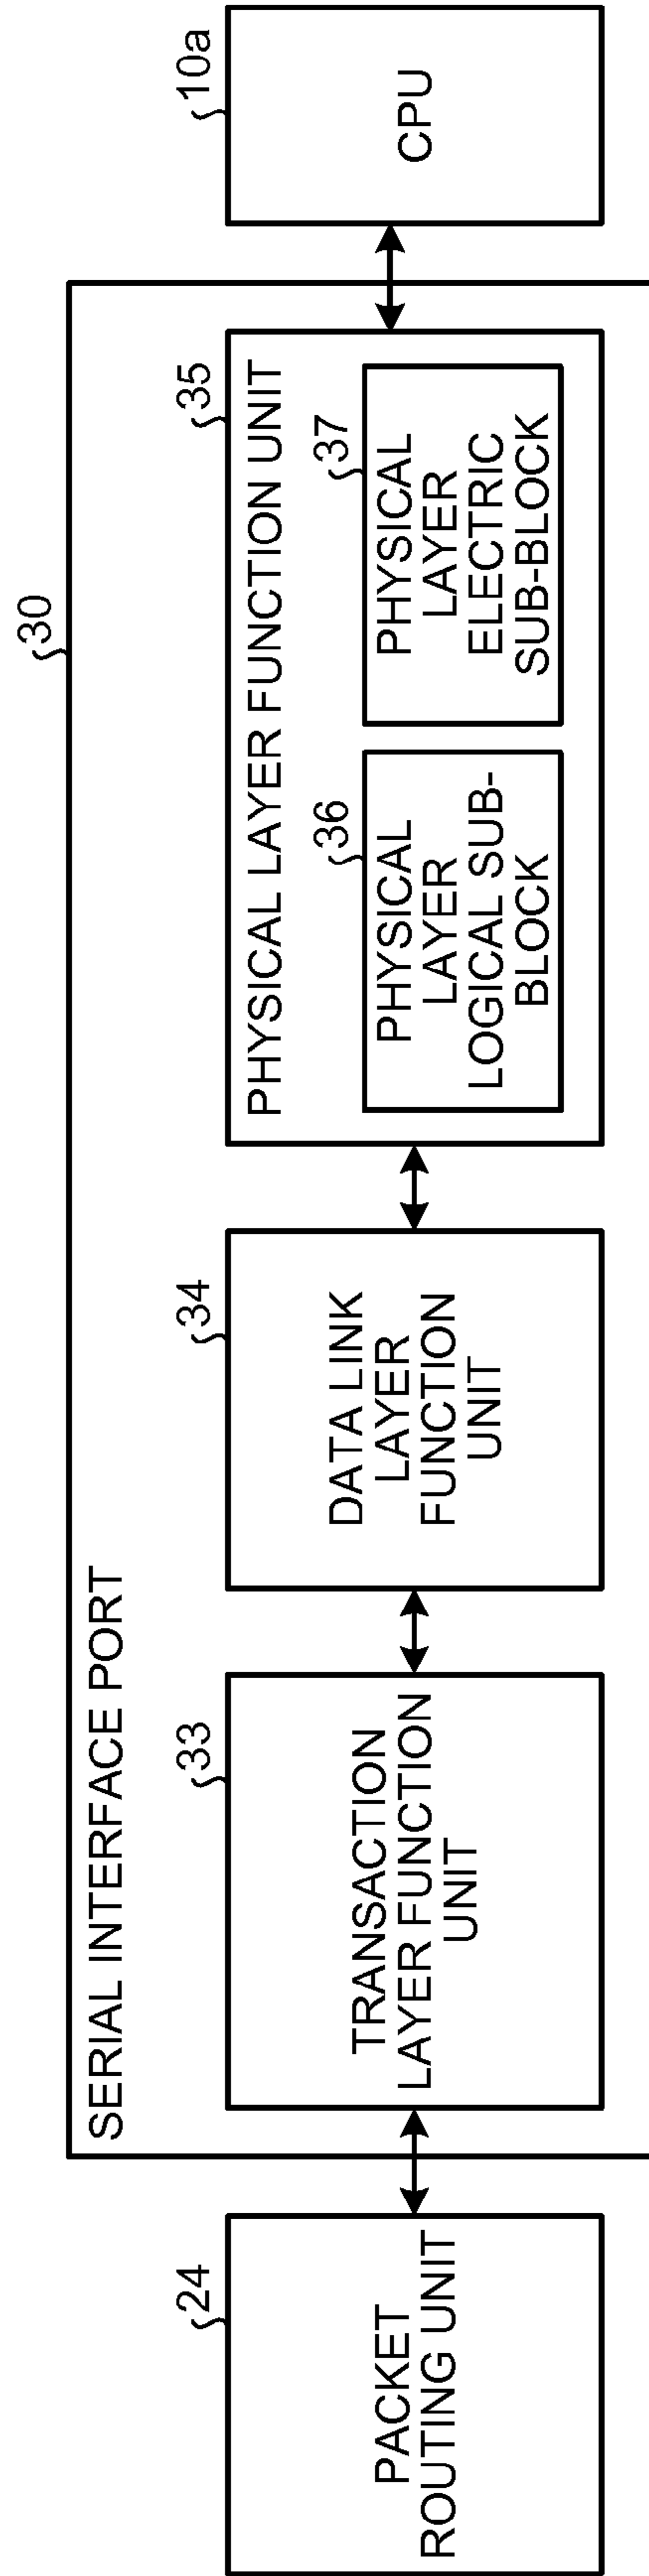 SERIAL INTERFACE PORT
30
24
PACKET
ROUTING UNIT
33
TRANSACTION
LAYER FUNCTION
UNIT
34
DATA LINK
LAYER
FUNCTION
UNIT
35
PHYSICAL LAYER FUNCTION UNIT
36
PHYSICAL
LAYER
LOGICAL SUB-
BLOCK
37
PHYSICAL
LAYER
ELECTRIC
SUB-BLOCK
10a
CPU